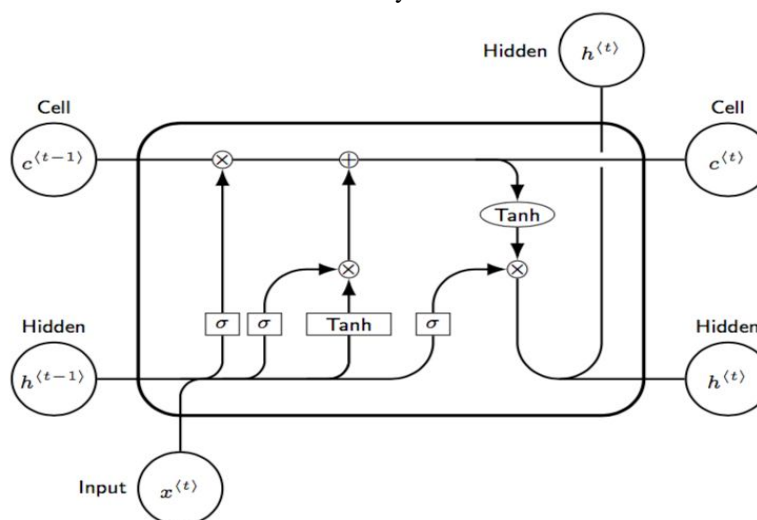 Hidden
h⟨t⟩
Cell
Cell
c⟨t−1⟩
×
+
c⟨t⟩
Tanh
×
×
σ
σ
Tanh
σ
Hidden
Hidden
h⟨t−1⟩
h⟨t⟩
Input
x⟨t⟩